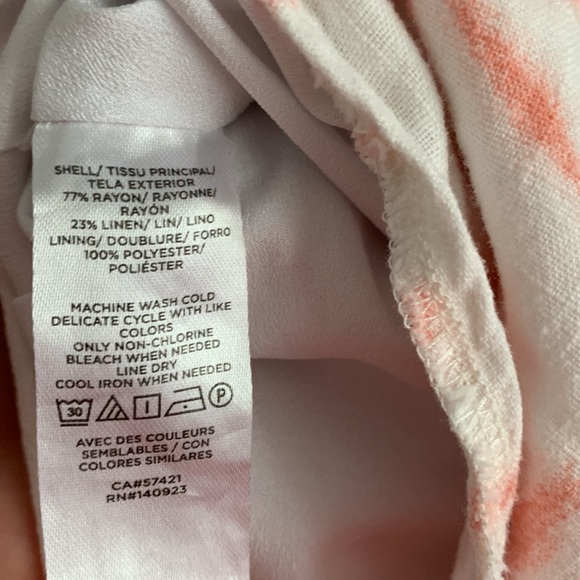 SHELL/ TISSU PRINCIPAL/
TELA EXTERIOR
77% RAYON/ RAYONNE/
RAYÓN
23% LINEN/ LIN/ LINO
LINING/ DOUBLURE/ FORRO
100% POLYESTER/
POLIÉSTER
MACHINE WASH COLD
DELICATE CYCLE WITH LIKE
COLORS
ONLY NON-CHLORINE
BLEACH WHEN NEEDED
LINE DRY
COOL IRON WHEN NEEDED
30 P
AVEC DES COULEURS
SEMBLABLES / CON
COLORES SIMILARES
CA#57421
RN#140923